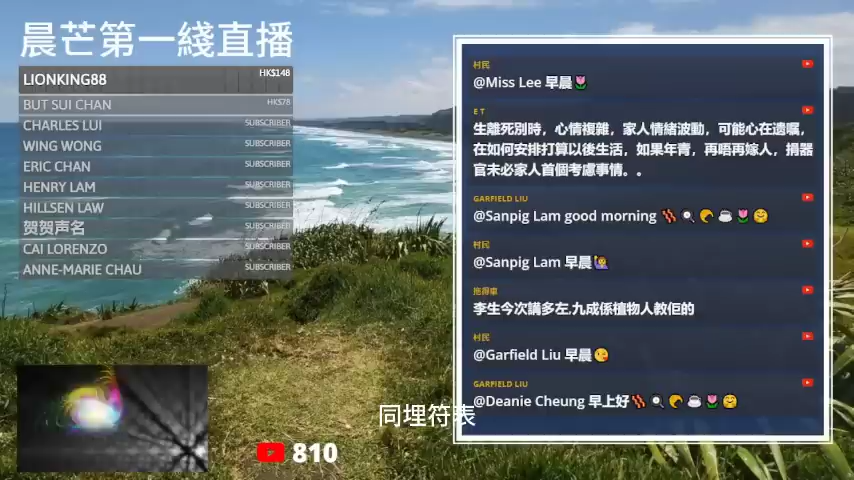 晨芒第一綫直播
LIONKING88 HK$148
BUT SUI CHAN HK$78
CHARLES LUI SUBSCRIBER
WING WONG SUBSCRIBER
ERIC CHAN SUBSCRIBER
HENRY LAM SUBSCRIBER
HILLSEN LAW SUBSCRIBER
贺贺声名 SUBSCRIBER
CAI LORENZO SUBSCRIBER
ANNE-MARIE CHAU SUBSCRIBER
村民
@Miss Lee 早晨🌷
E T
生離死別時，心情複雜，家人情緒波動，可能心在遺囑，
在如何安排打算以後生活，如果年青，再唔再嫁人，捐器
官未必家人首個考慮事情。。
GARFIELD LIU
@Sanpig Lam good morning 🥓🍳🥐☕🌷🤗
村民
@Sanpig Lam 早晨🙋
拖得車
李生今次講多左,九成係植物人教佢的
村民
@Garfield Liu 早晨😘
GARFIELD LIU
@Deanie Cheung 早上好🥓🍳🥐☕🌷🤗
同埋符表
810